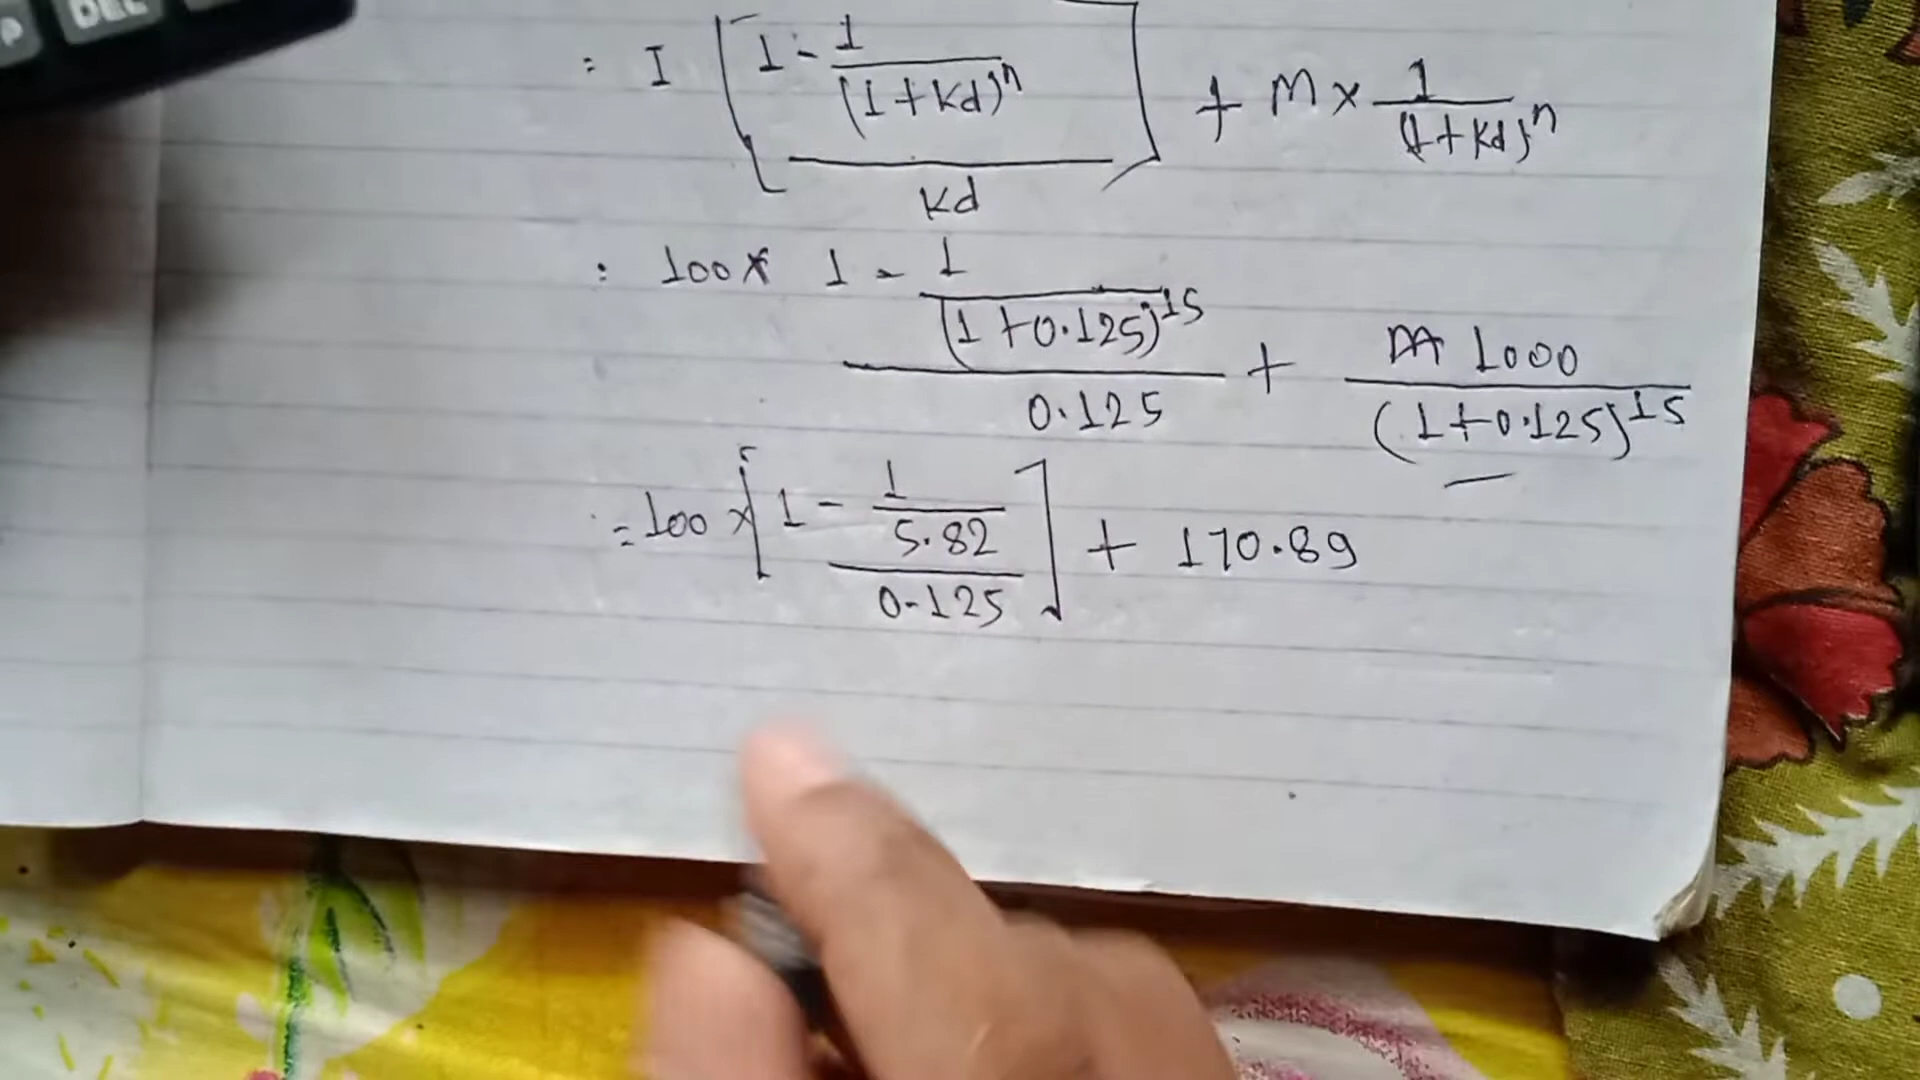 P DEL
: I [ 1 - 1/(1+kd)^n / kd ] + M × 1/(1+kd)^n
: 100 × 1 - 1/(1+0.125)^15 / 0.125 + 1000/(1+0.125)^15
= 100 × [ 1 - 1/5.82 / 0.125 ] + 170.89